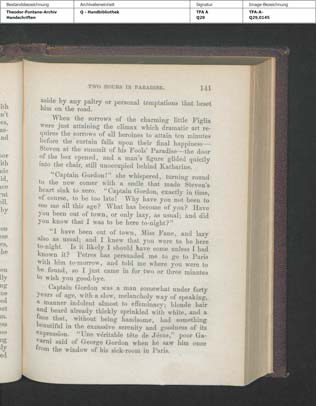 Bestandsbezeichnung
Archivalieneinheit
Signatur
Image-Bezeichnung
Theodor-Fontane-Archiv
Handschriften
Q - Handbibliothek
TFA A
Q29
TFA-A-
Q29,0145
TWO HOURS IN PARADISE. 141
aside by any paltry or personal temptations that beset
him on the road.
When the sorrows of the charming little Figlia
were just attaining the climax which dramatic art re-
quires the sorrows of all heroines to attain ten minutes
before the curtain falls upon their final happiness—
Steven at the summit of his Fools' Paradise—the door
of the box opened, and a man's figure glided quietly
into the chair, still unoccupied behind Katharine.
"Captain Gordon!" she whispered, turning round
to the new comer with a smile that made Steven's
heart sink to zero. "Captain Gordon, exactly in time,
of course, to be too late! Why have you not been to
see me all this age? What has become of you? Have
you been out of town, or only lazy, as usual; and did
you know that I was to be here to-night?"
"I have been out of town, Miss Fane, and lazy
also as usual; and I knew that you were to be here
to-night. Is it likely I should have come unless I had
known it? Petres has persuaded me to go to Paris
with him to-morrow, and told me where you were to
be found, so I just came in for two or three minutes
to wish you good-bye.
Captain Gordon was a man somewhat under forty
years of age, with a slow, melancholy way of speaking,
a manner indolent almost to effeminacy; blonde hair
and beard already thickly sprinkled with white, and a
face that, without being handsome, had something
beautiful in the excessive serenity and goodness of its
expression. "Une véritable tête de Jésus," poor Ga-
varni said of George Gordon when he saw him once
from the window of his sick-room in Paris.